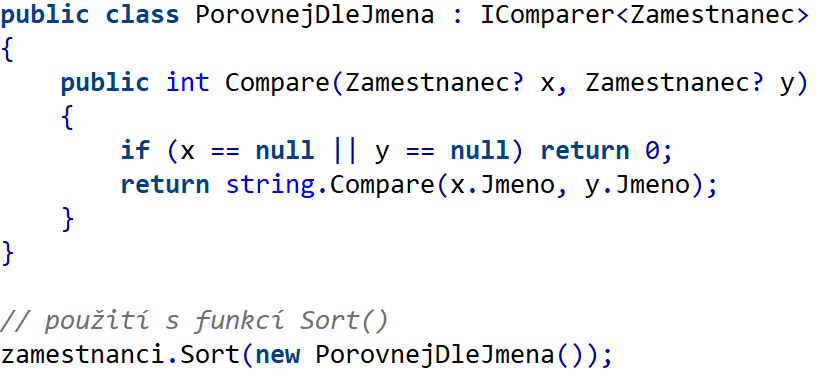 public class PorovnejDleJmena : IComparer<Zamestnanec>
{
    public int Compare(Zamestnanec? x, Zamestnanec? y)
    {
        if (x == null || y == null) return 0;
        return string.Compare(x.Jmeno, y.Jmeno);
    }
}

// použití s funkcí Sort()
zamestnanci.Sort(new PorovnejDleJmena());